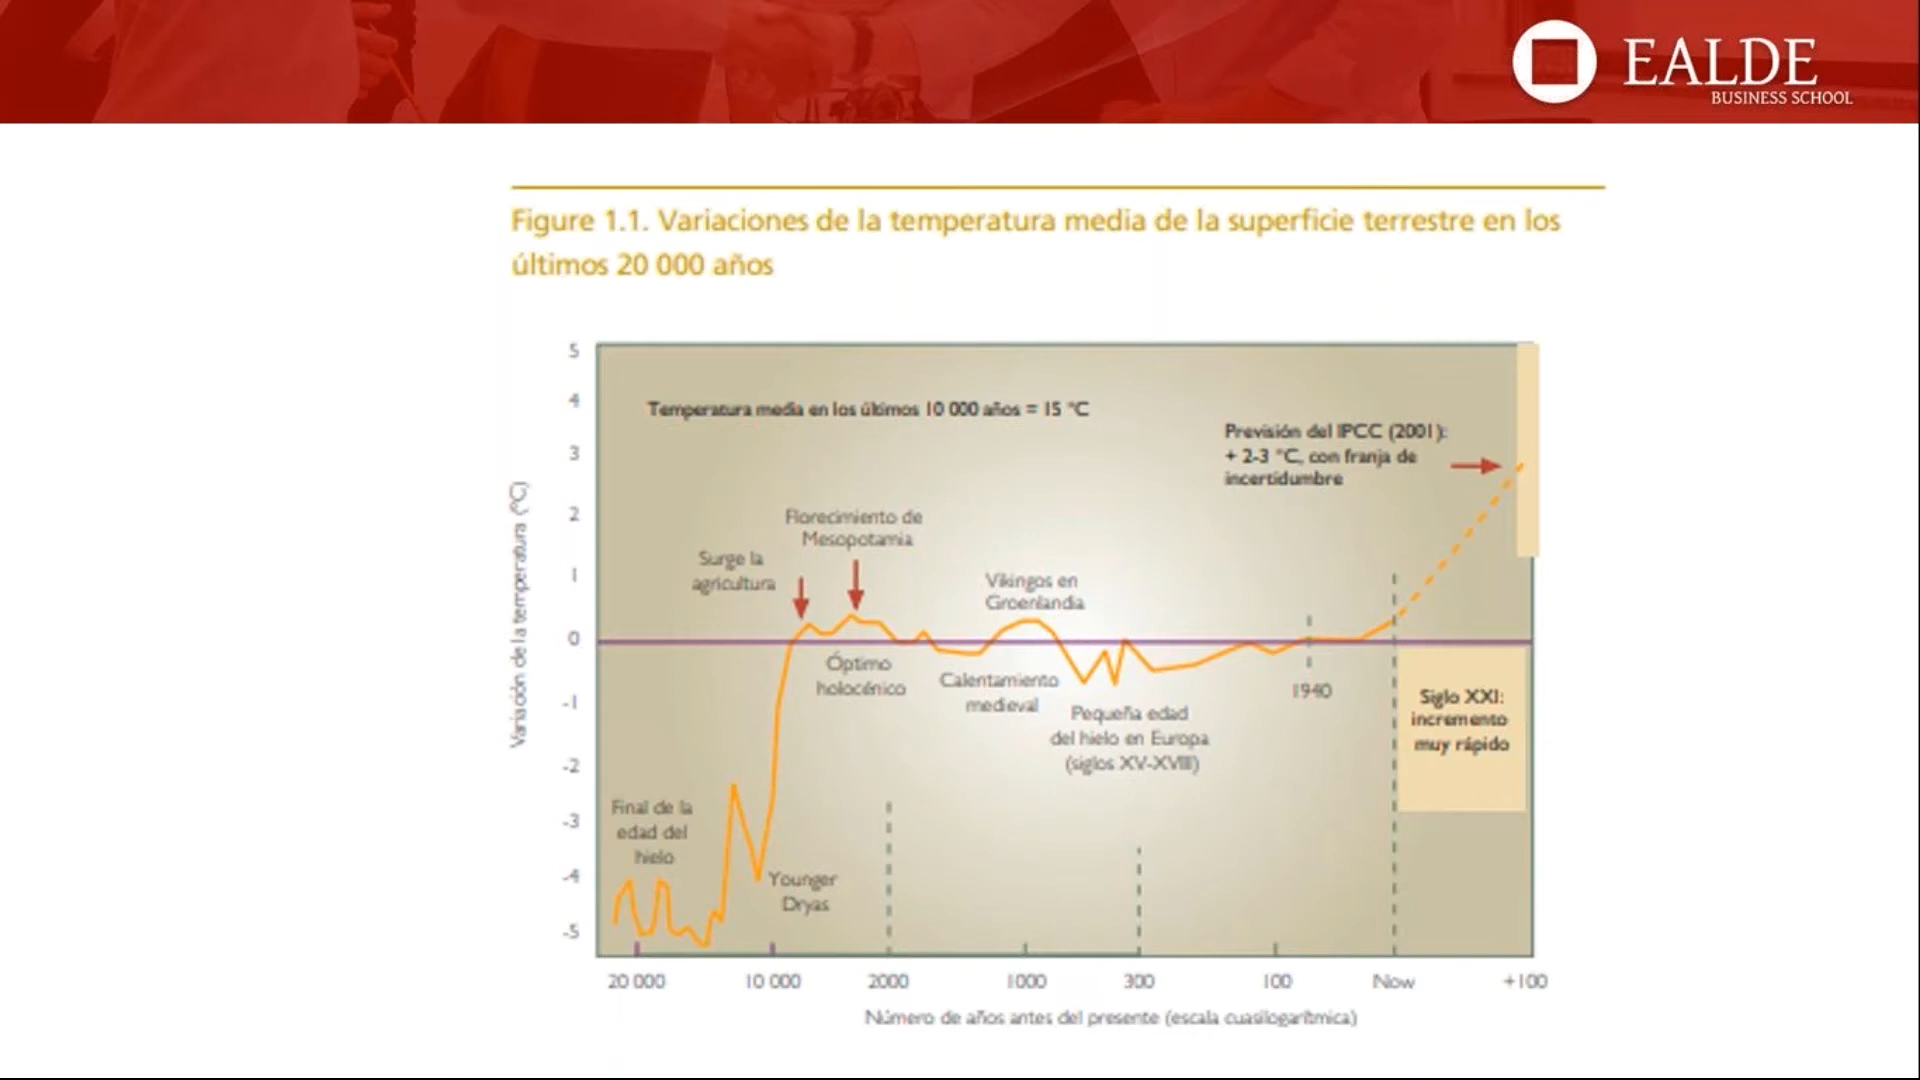 EALDE
BUSINESS SCHOOL
Figure 1.1. Variaciones de la temperatura media de la superficie terrestre en los
últimos 20 000 años
Variación de la temperatura (°C)
5
4
3
2
1
0
-1
-2
-3
-4
-5
Temperatura media en los últimos 10 000 años = 15 °C
Previsión del IPCC (2001):
+ 2-3 °C, con franja de
incertidumbre
Florecimiento de
Mesopotamia
Surge la
agricultura
Vikingos en
Groenlandia
Óptimo
holocénico
Calentamiento
medieval
Pequeña edad
del hielo en Europa
(siglos XV-XVIII)
1940
Siglo XXI:
incremento
muy rápido
Final de la
edad del
hielo
Younger
Dryas
20 000
10 000
2000
1000
300
100
Now
+100
Número de años antes del presente (escala cuasilogarítmica)